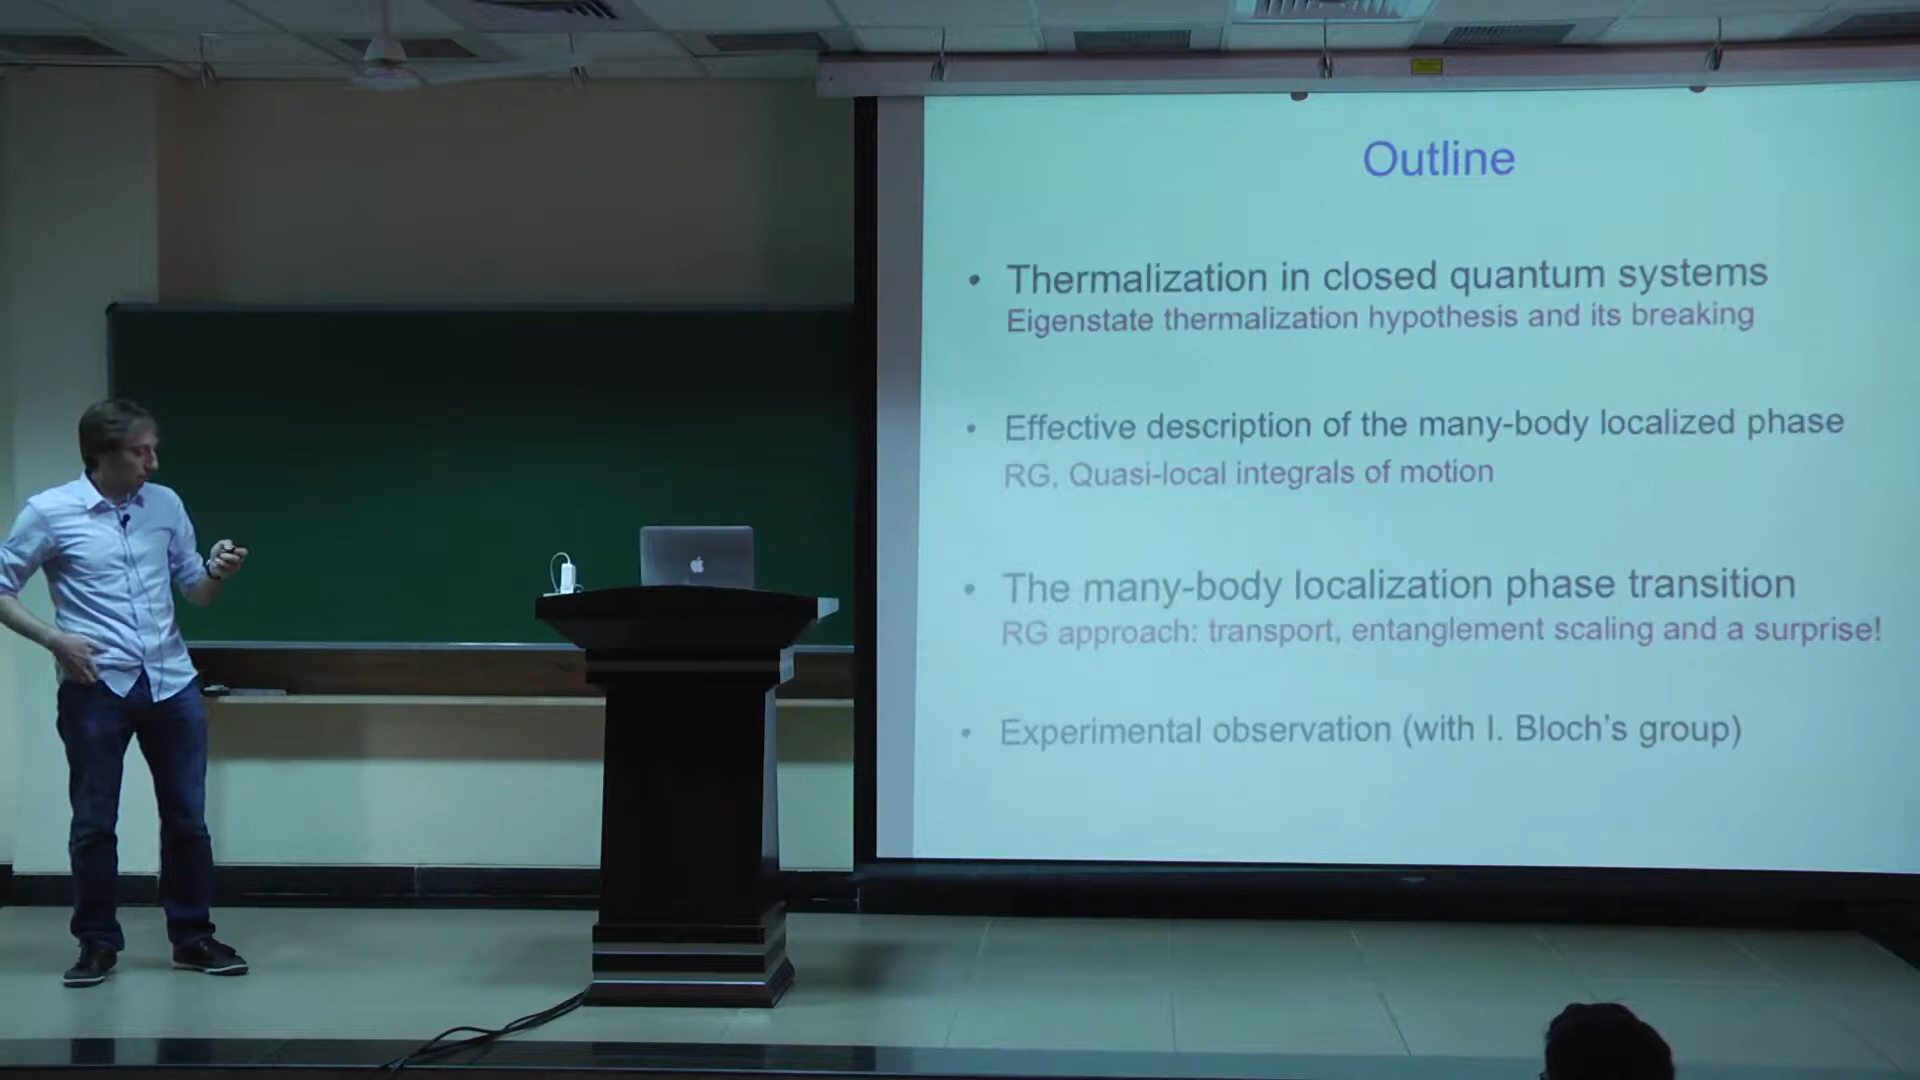 Outline
• Thermalization in closed quantum systems
Eigenstate thermalization hypothesis and its breaking
• Effective description of the many-body localized phase
RG, Quasi-local integrals of motion
• The many-body localization phase transition
RG approach: transport, entanglement scaling and a surprise!
• Experimental observation (with I. Bloch's group)